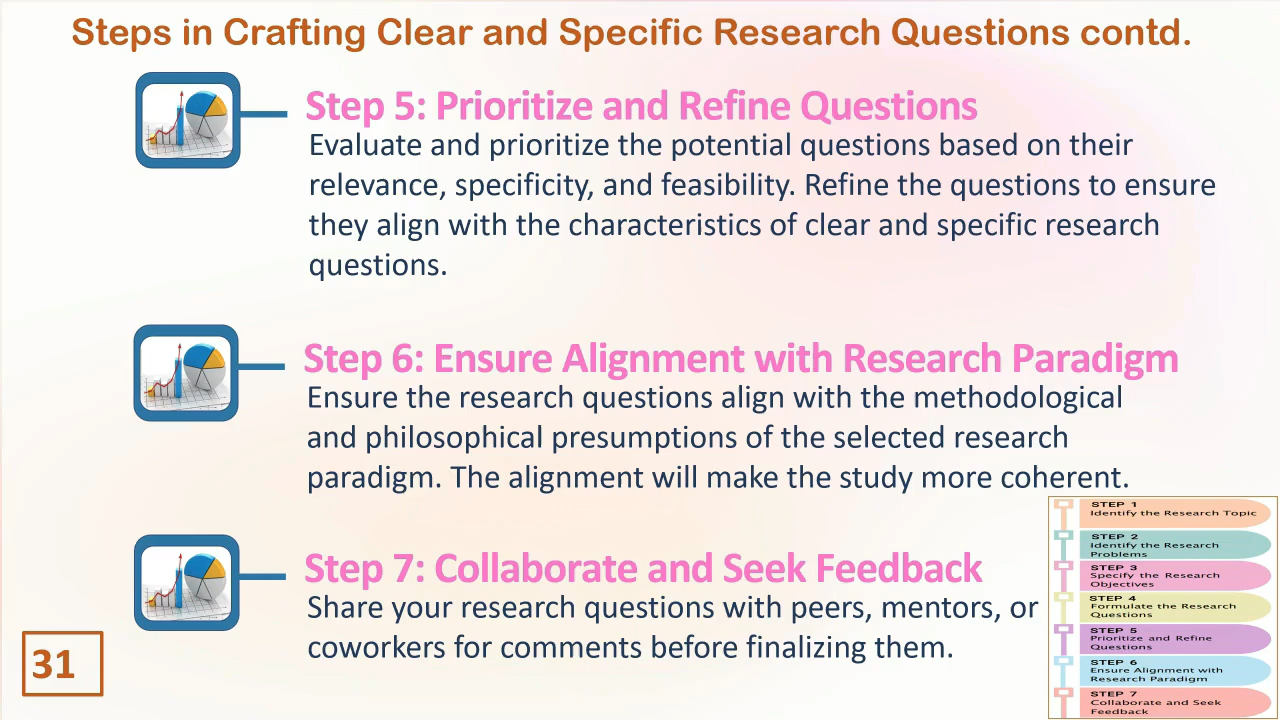 Steps in Crafting Clear and Specific Research Questions contd.
Step 5: Prioritize and Refine Questions
Evaluate and prioritize the potential questions based on their
relevance, specificity, and feasibility. Refine the questions to ensure
they align with the characteristics of clear and specific research
questions.
Step 6: Ensure Alignment with Research Paradigm
Ensure the research questions align with the methodological
and philosophical presumptions of the selected research
paradigm. The alignment will make the study more coherent.
Step 7: Collaborate and Seek Feedback
Share your research questions with peers, mentors, or
coworkers for comments before finalizing them.
31
STEP 1
Identify the Research Topic
STEP 2
Identify the Research
Problems
STEP 3
Specify the Research
Objectives
STEP 4
Formulate the Research
Questions
STEP 5
Prioritize and Refine
Questions
STEP 6
Ensure Alignment with
Research Paradigm
STEP 7
Collaborate and Seek
Feedback